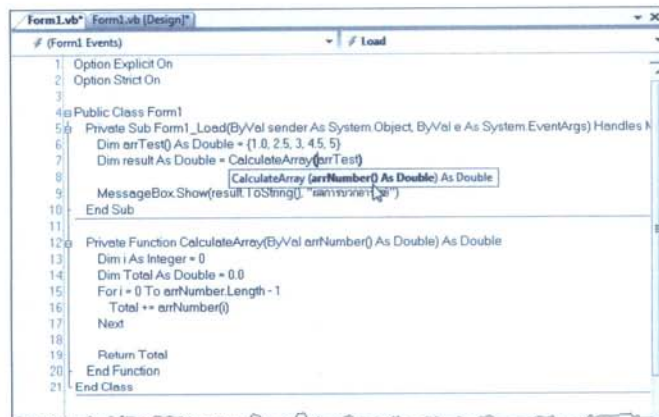 Form1.vb* Form1.vb [Design]*
(Form1 Events) Load
1 Option Explicit On
2 Option Strict On
3
4 Public Class Form1
5 Private Sub Form1_Load(ByVal sender As System.Object, ByVal e As System.EventArgs) Handles M
6 Dim arrTest() As Double = {1.0, 2.5, 3, 4.5, 5}
7 Dim result As Double = CalculateArray(arrTest)
8 CalculateArray (arrNumber() As Double) As Double
9 MessageBox.Show(result.ToString(), "
10 End Sub
11
12 Private Function CalculateArray(ByVal arrNumber() As Double) As Double
13 Dim i As Integer = 0
14 Dim Total As Double = 0.0
15 For i = 0 To arrNumber.Length - 1
16 Total += arrNumber(i)
17 Next
18
19 Return Total
20 End Function
21 End Class